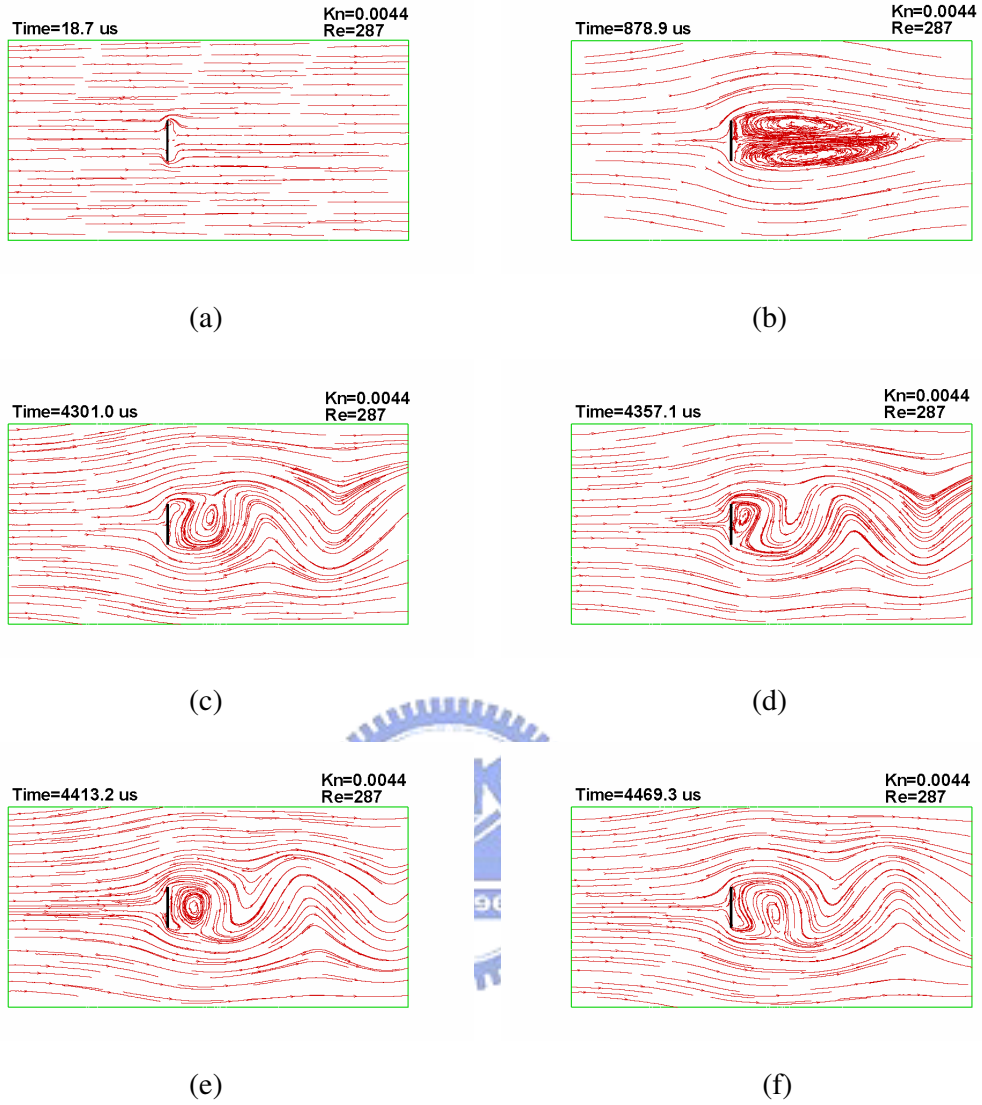 Time=18.7 us
Kn=0.0044
Re=287
Time=878.9 us
Kn=0.0044
Re=287
(a)
(b)
Time=4301.0 us
Kn=0.0044
Re=287
Time=4357.1 us
Kn=0.0044
Re=287
(c)
(d)
Time=4413.2 us
Kn=0.0044
Re=287
Time=4469.3 us
Kn=0.0044
Re=287
(e)
(f)